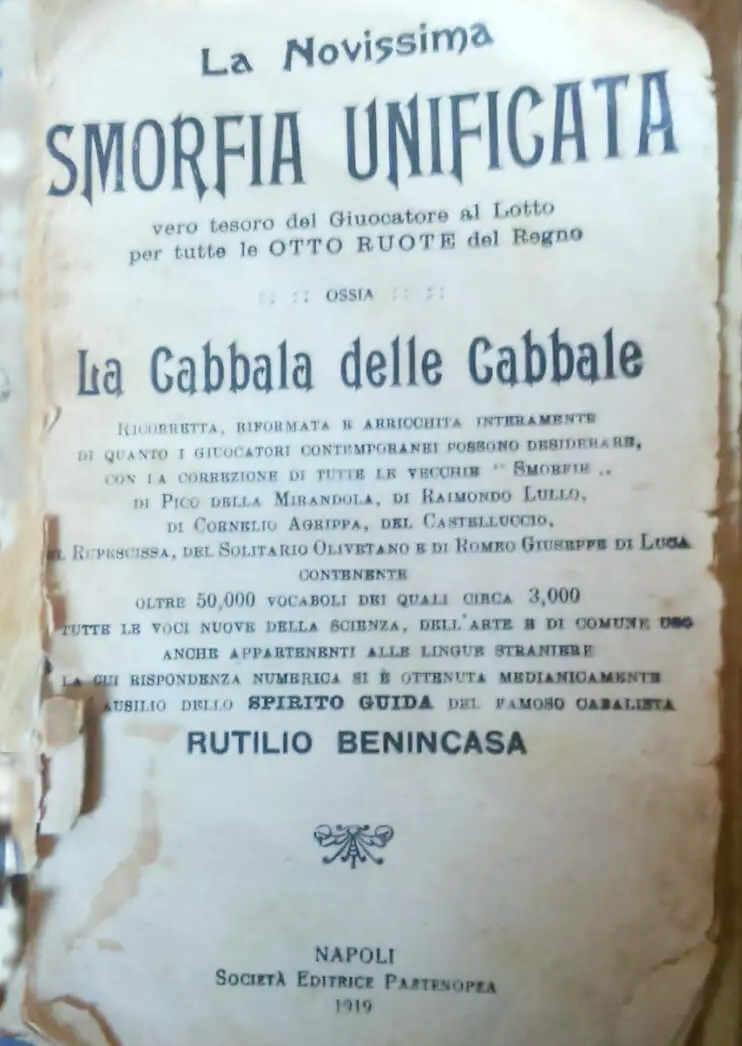 La Novissima
SMORFIA UNIFICATA
vero tesoro del Giuocatore al Lotto
per tutte le OTTO RUOTE del Regno
OSSIA
La Cabbala delle Cabbale
RICORRETTA, RIFORMATA E ARRICCHITA INTERAMENTE
DI QUANTO I GIUOCATORI CONTEMPORANEI POSSONO DESIDERARE,
CON LA CORREZIONE DI TUTTE LE VECCHIE " SMORFIE „
DI PICO DELLA MIRANDOLA, DI RAIMONDO LULLO,
DI CORNELIO AGRIPPA, DEL CASTELLUCCIO,
RUPESCISSA, DEL SOLITARIO OLIVETANO E DI ROMEO GIUSEPPE DI LUCA
CONTENENTE
OLTRE 50,000 VOCABOLI DEI QUALI CIRCA 3,000
TUTTE LE VOCI NUOVE DELLA SCIENZA, DELL'ARTE E DI COMUNE USO
ANCHE APPARTENENTI ALLE LINGUE STRANIERE
LA CUI RISPONDENZA NUMERICA SI È OTTENUTA MEDIANICAMENTE
AUSILIO DELLO SPIRITO GUIDA DEL FAMOSO CABALISTA
RUTILIO BENINCASA
NAPOLI
SOCIETÀ EDITRICE PARTENOPEA
1919